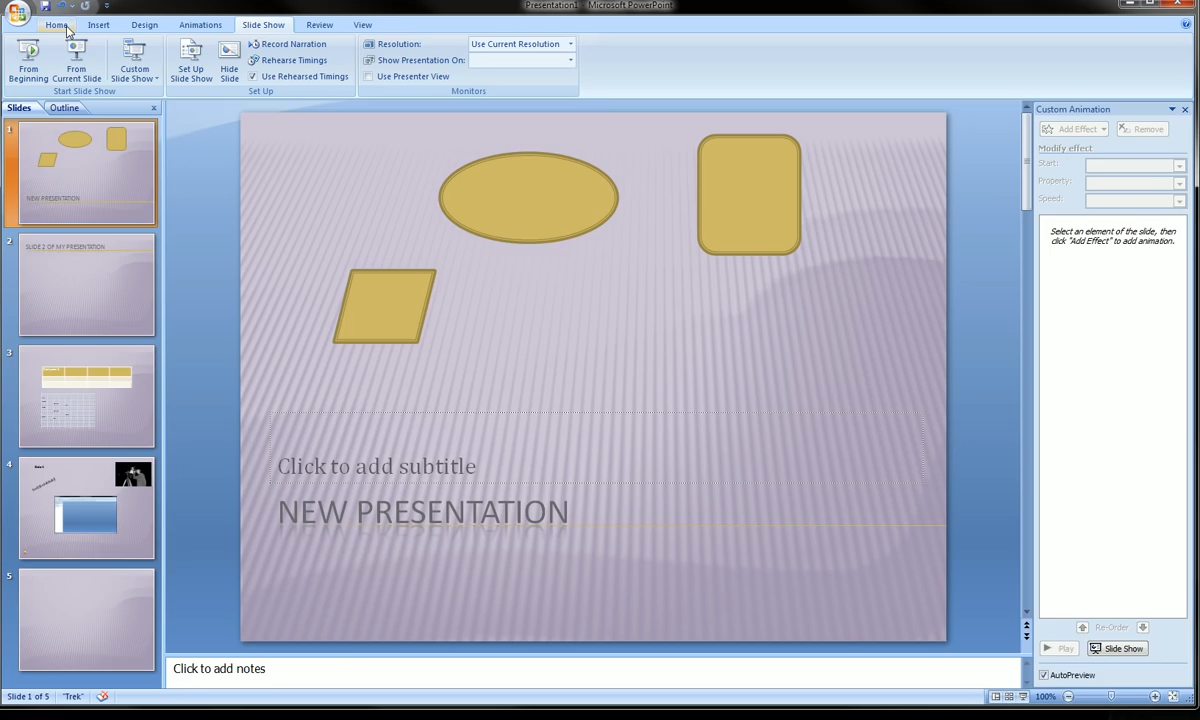 Presentation1 - Microsoft PowerPoint
Home Insert Design Animations Slide Show Review View
From Beginning
From Current Slide
Custom Slide Show
Start Slide Show
Set Up Slide Show
Hide Slide
Record Narration
Rehearse Timings
Use Rehearsed Timings
Set Up
Resolution: Use Current Resolution
Show Presentation On:
Use Presenter View
Monitors
Slides Outline
1
NEW PRESENTATION
2
SLIDE 2 OF MY PRESENTATION
3
4
5
Click to add subtitle
NEW PRESENTATION
Click to add notes
Custom Animation
Add Effect Remove
Modify effect
Start:
Property:
Speed:
Select an element of the slide, then
click "Add Effect" to add animation.
Re-Order
Play Slide Show
AutoPreview
Slide 1 of 5 "Trek" 100%